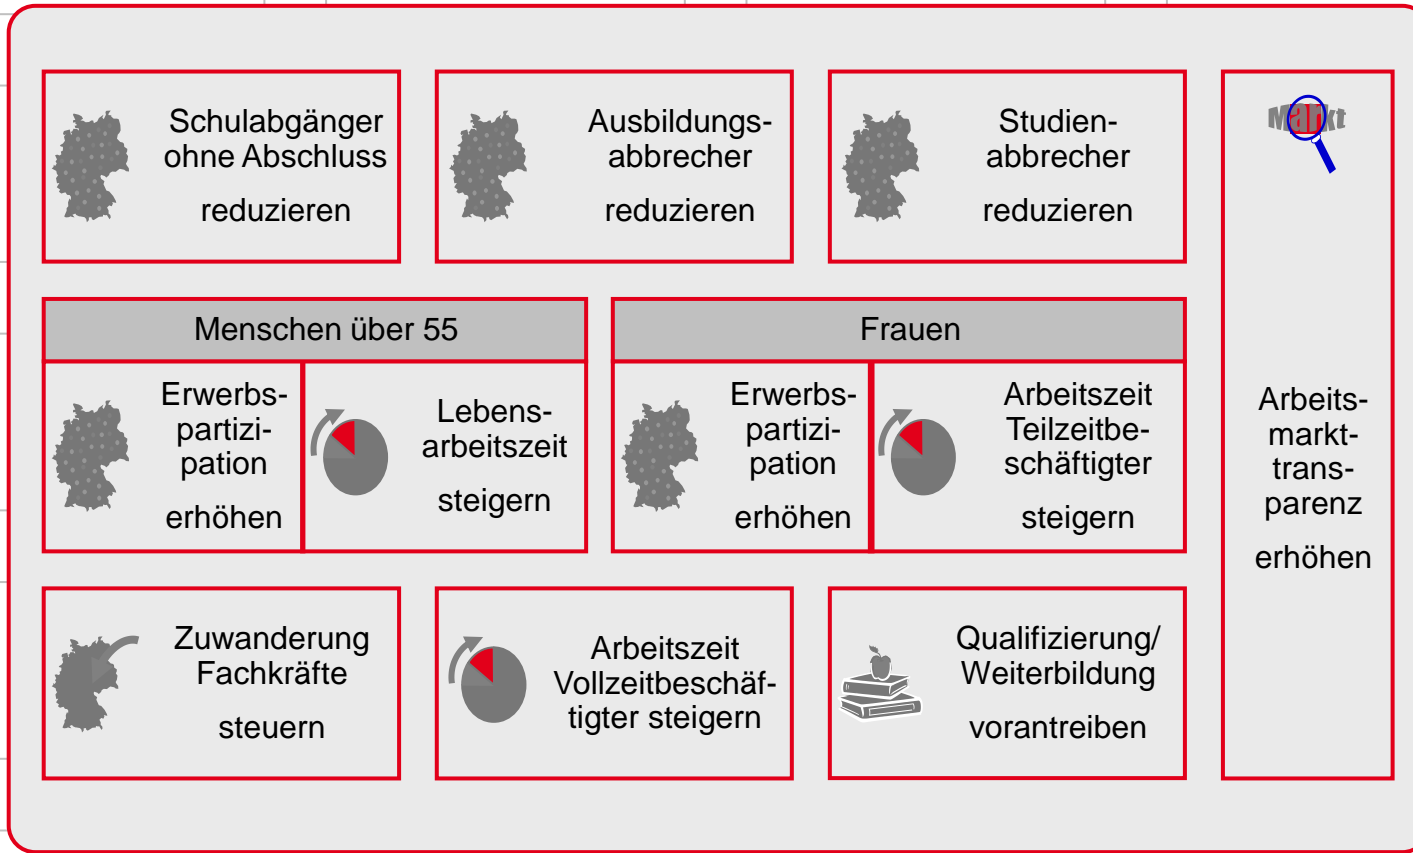 Schulabgänger
ohne Abschluss
reduzieren
Ausbildungs-
abbrecher
reduzieren
Studien-
abbrecher
reduzieren
Markt
Arbeits-
markt-
trans-
parenz
erhöhen
Menschen über 55
Erwerbs-
partizi-
pation
erhöhen
Lebens-
arbeitszeit
steigern
Frauen
Erwerbs-
partizi-
pation
erhöhen
Arbeitszeit
Teilzeitbe-
schäftigter
steigern
Zuwanderung
Fachkräfte
steuern
Arbeitszeit
Vollzeitbeschäf-
tigter steigern
Qualifizierung/
Weiterbildung
vorantreiben